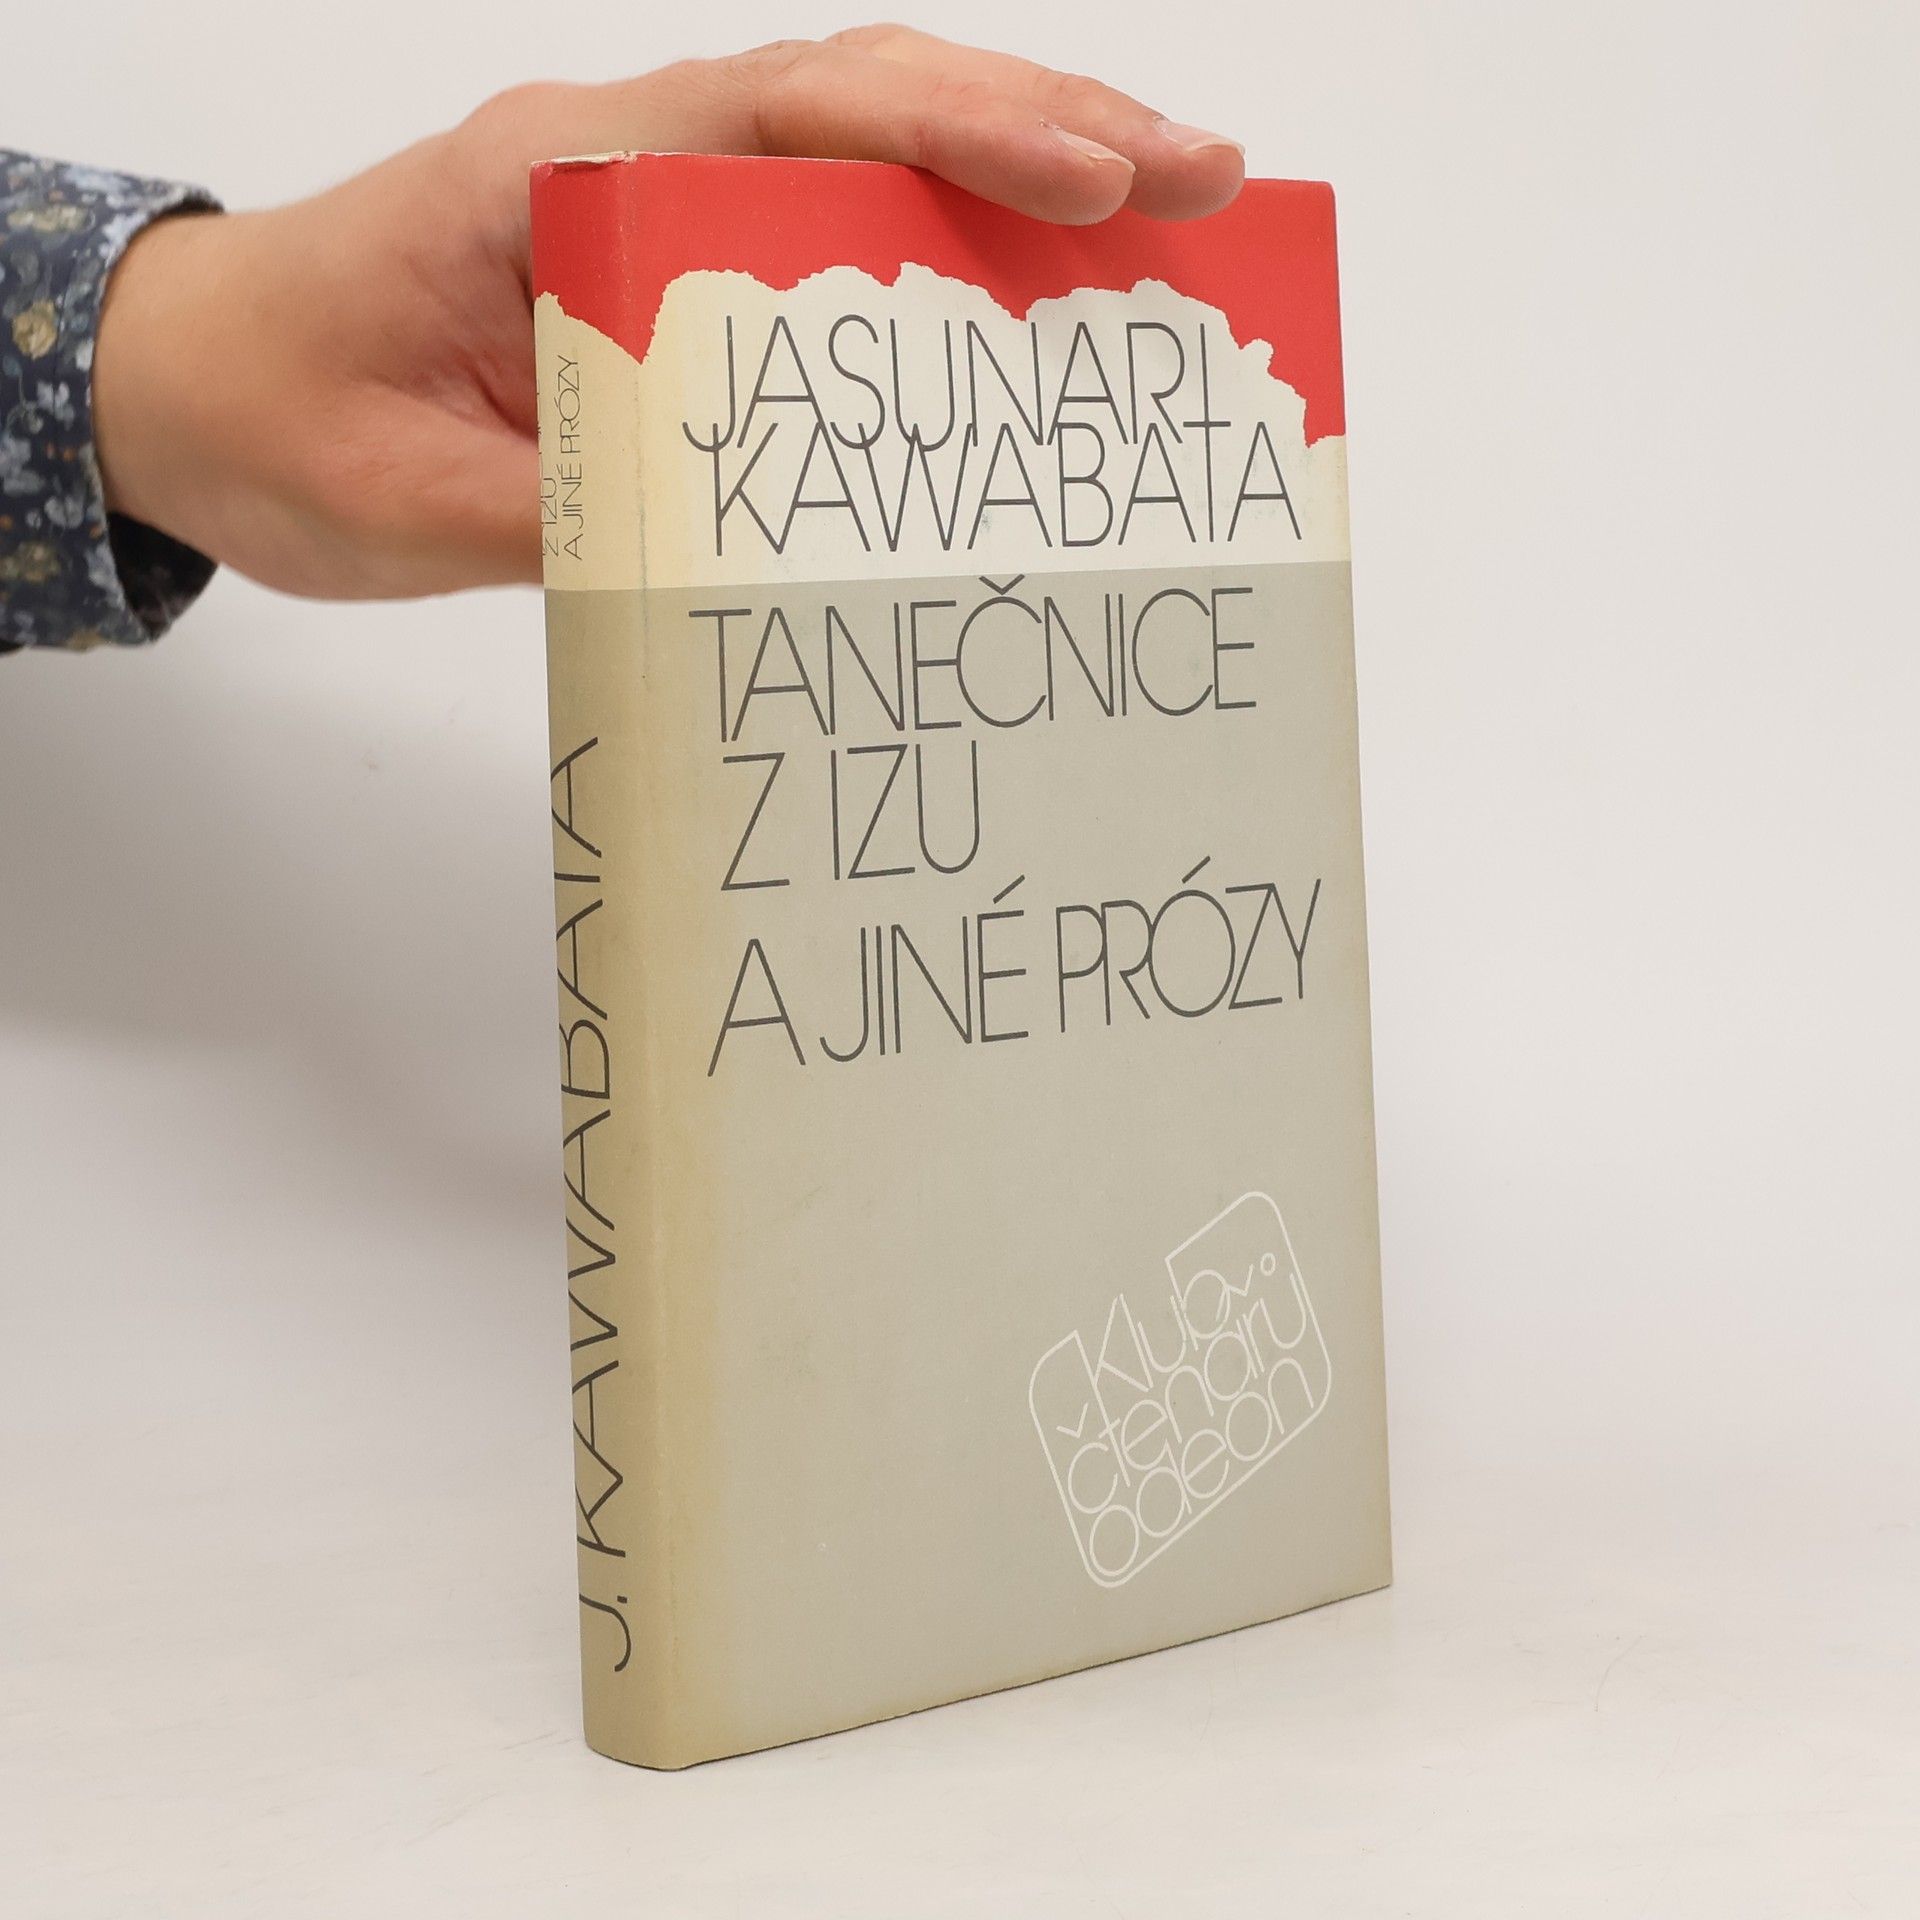 JASUNARI
KAWABATA
TANEČNICE
Z IZU
A JINÉ PRÓZY
klub
čtenářů
odeon
J. KAWABATA
Z IZU
A JINÉ PRÓZY